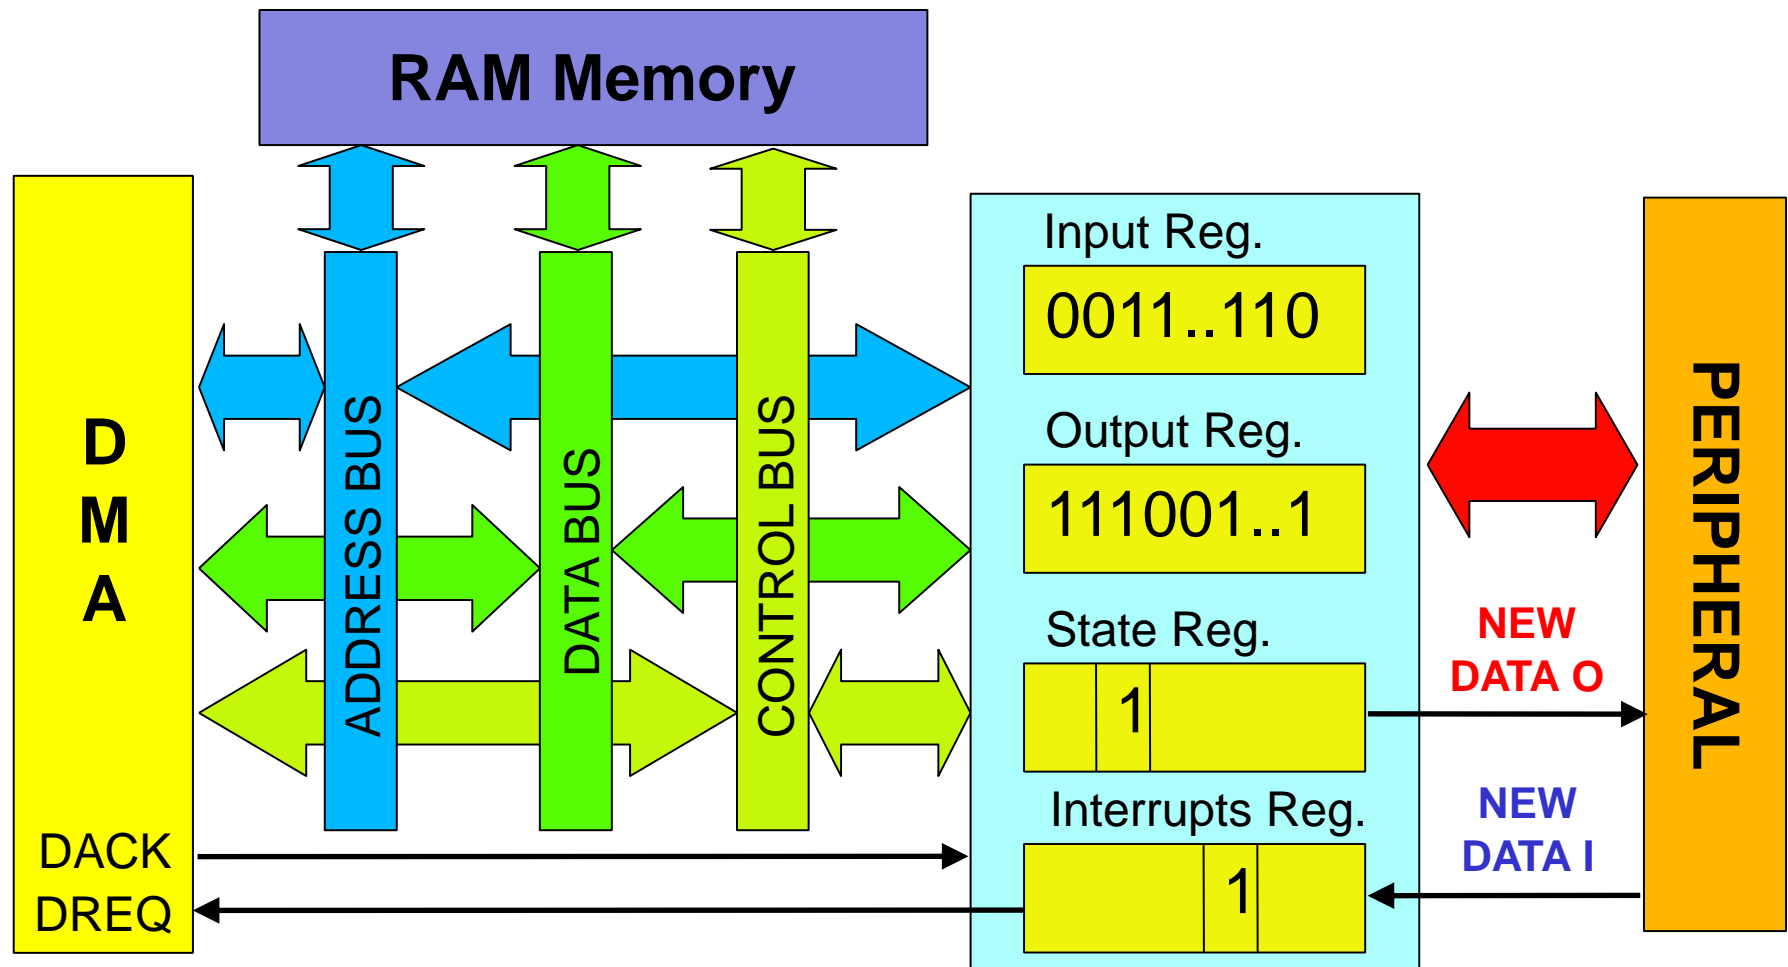 RAM Memory
D
M
A
DACK
DREQ
ADDRESS BUS
DATA BUS
CONTROL BUS
Input Reg.
0011..110
Output Reg.
111001..1
State Reg.
1
Interrupts Reg.
1
NEW
DATA O
NEW
DATA I
PERIPHERAL